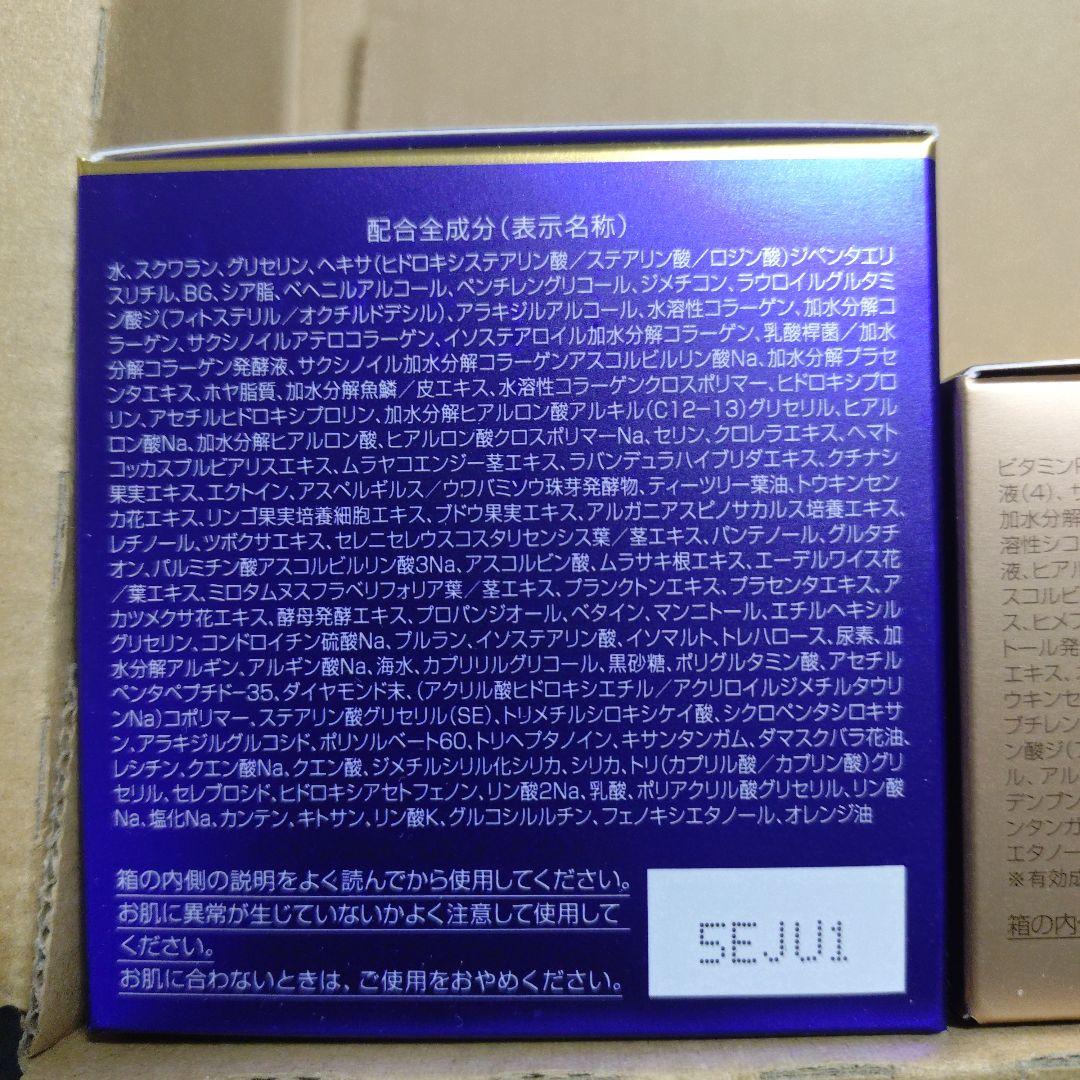 配合全成分(表示名称)
水、スクワラン、グリセリン、ヘキサ(ヒドロキシステアリン酸/ステアリン酸/ロジン酸)ジペンタエリ
スリチル、BG、シア脂、ベヘニルアルコール、ペンチレングリコール、ジメチコン、ラウロイルグルタミ
ン酸ジ(フィトステリル/オクチルドデシル)、アラキジルアルコール、水溶性コラーゲン、加水分解コ
ラーゲン、サクシノイルアテロコラーゲン、イソステアロイル加水分解コラーゲン、乳酸桿菌/加水
分解コラーゲン発酵液、サクシノイル加水分解コラーゲンアスコルビルリン酸Na、加水分解プラセ
ンタエキス、ホヤ脂質、加水分解魚鱗/皮エキス、水溶性コラーゲンクロスポリマー、ヒドロキシプロ
リン、アセチルヒドロキシプロリン、加水分解ヒアルロン酸アルキル(C12-13)グリセリル、ヒアル
ロン酸Na、加水分解ヒアルロン酸、ヒアルロン酸クロスポリマーNa、セリン、クロレラエキス、ヘマト
コッカスプルビアリスエキス、ムラヤコエンジー茎エキス、ラバンデュラハイブリダエキス、クチナシ
果実エキス、エクトイン、アスペルギルス/ウワバミソウ珠芽発酵物、ティーツリー葉油、トウキンセン
カ花エキス、リンゴ果実培養細胞エキス、ブドウ果実エキス、アルガニアスピノサカルス培養エキス、
レチノール、ツボクサエキス、セレニセレウスコスタリセンシス葉/茎エキス、パンテノール、グルタチ
オン、パルミチン酸アスコルビルリン酸3Na、アスコルビン酸、ムラサキ根エキス、エーデルワイス花
/葉エキス、ミロタムヌスフラベリフォリア葉/茎エキス、プランクトンエキス、プラセンタエキス、ア
カツメクサ花エキス、酵母発酵エキス、プロパンジオール、ベタイン、マンニトール、エチルヘキシル
グリセリン、コンドロイチン硫酸Na、プルラン、イソステアリン酸、イソマルト、トレハロース、尿素、加
水分解アルギン、アルギン酸Na、海水、カプリリルグリコール、黒砂糖、ポリグルタミン酸、アセチル
ペンタペプチド-35、ダイヤモンド末、(アクリル酸ヒドロキシエチル/アクリロイルジメチルタウリ
ンNa)コポリマー、ステアリン酸グリセリル(SE)、トリメチルシロキシケイ酸、シクロペンタシロキサ
ン、アラキジルグルコシド、ポリソルベート60、トリヘプタノイン、キサンタンガム、ダマスクバラ花油、
レシチン、クエン酸Na、クエン酸、ジメチルシリル化シリカ、シリカ、トリ(カプリル酸/カプリン酸)グリ
セリル、セレブロシド、ヒドロキシアセトフェノン、リン酸2Na、乳酸、ポリアクリル酸グリセリル、リン酸
Na、塩化Na、カンテン、キトサン、リン酸K、グルコシルルチン、フェノキシエタノール、オレンジ油
箱の内側の説明をよく読んでから使用してください。
お肌に異常が生じていないかよく注意して使用して
ください。
お肌に合わないときは、ご使用をおやめください。
SEJU1
ビタミン
液(4)、
加水分解
溶性シコ
液、ヒアル
スコルビ
ス、ヒメフ
トール発
エキス、
ウキンセ
ブチレン
ン酸ジ(
ル、アル
デンプン
ンタンガ
エタノー
※有効成
箱の内